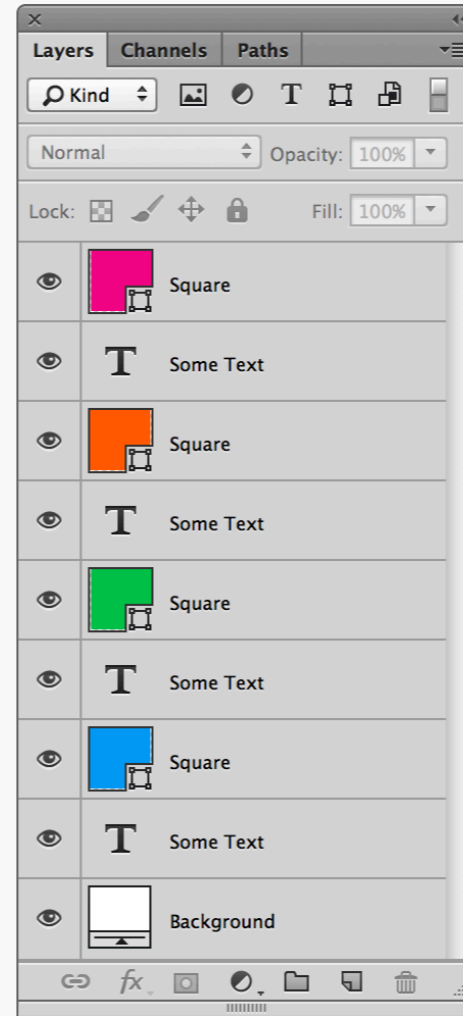 Layers Channels Paths
Kind T
Normal Opacity: 100%
Lock: Fill: 100%
Square
T Some Text
Square
T Some Text
Square
T Some Text
Square
T Some Text
Background
fx